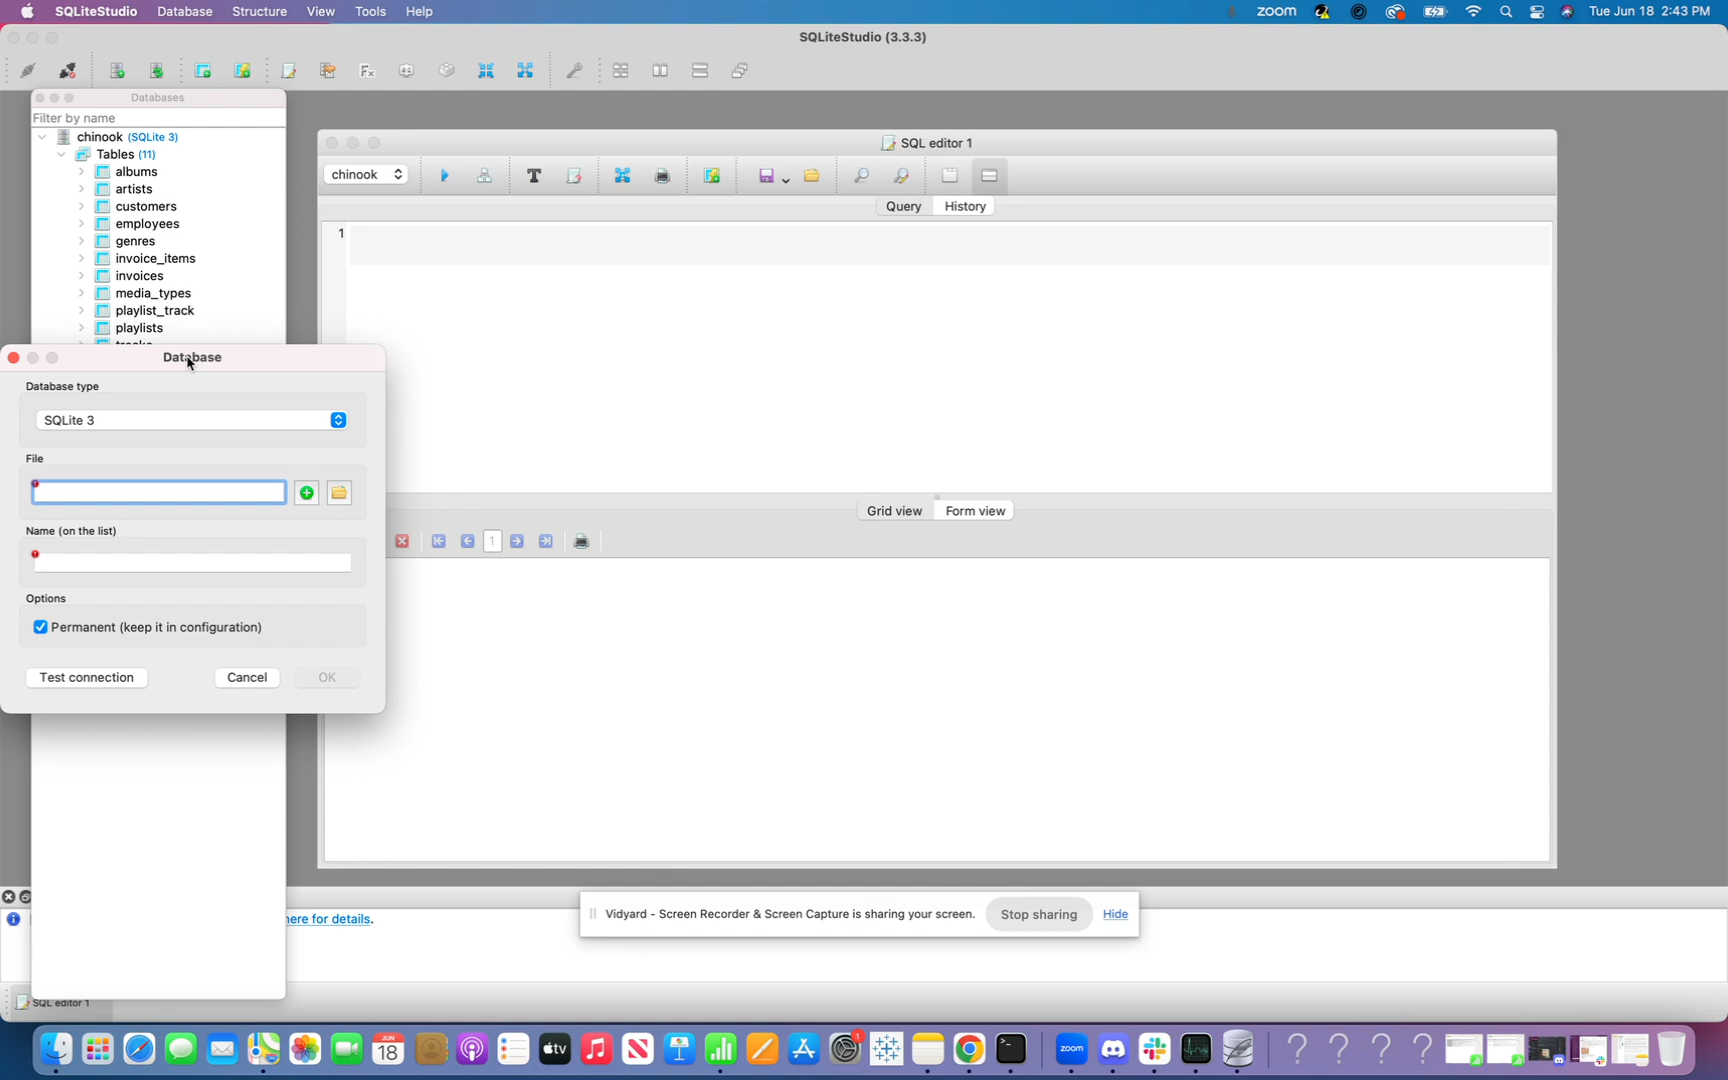 SQLiteStudio Database Structure View Tools Help zoom Tue Jun 18 2:43 PM
SQLiteStudio (3.3.3)
Databases
Filter by name
chinook (SQLite 3)
Tables (11)
albums
artists
customers
employees
genres
invoice_items
invoices
media_types
playlist_track
playlists
SQL editor 1
chinook
Query History
1
Database
Database type
SQLite 3
File
Name (on the list)
Options
Permanent (keep it in configuration)
Test connection Cancel OK
Grid view Form view
1
here for details.
Vidyard - Screen Recorder & Screen Capture is sharing your screen. Stop sharing Hide
SQL editor 1
JUN
18
tv
1
zoom